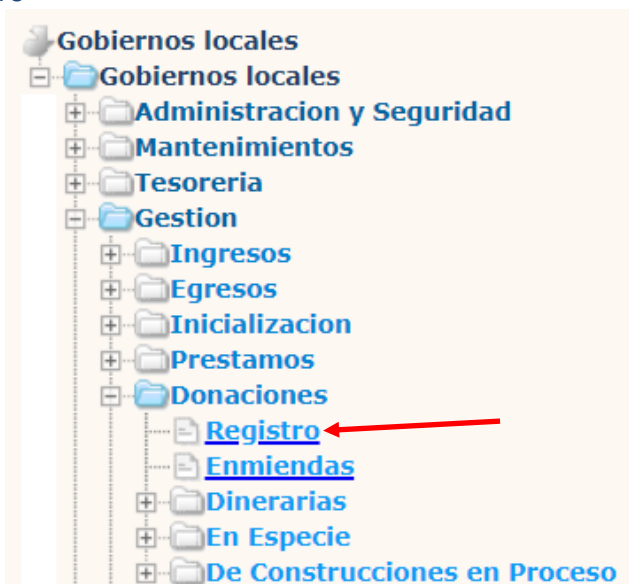 Gobiernos locales
Gobiernos locales
Administracion y Seguridad
Mantenimientos
Tesoreria
Gestion
Ingresos
Egresos
Inicializacion
Prestamos
Donaciones
Registro
Enmiendas
Dinerarias
En Especie
De Construcciones en Proceso